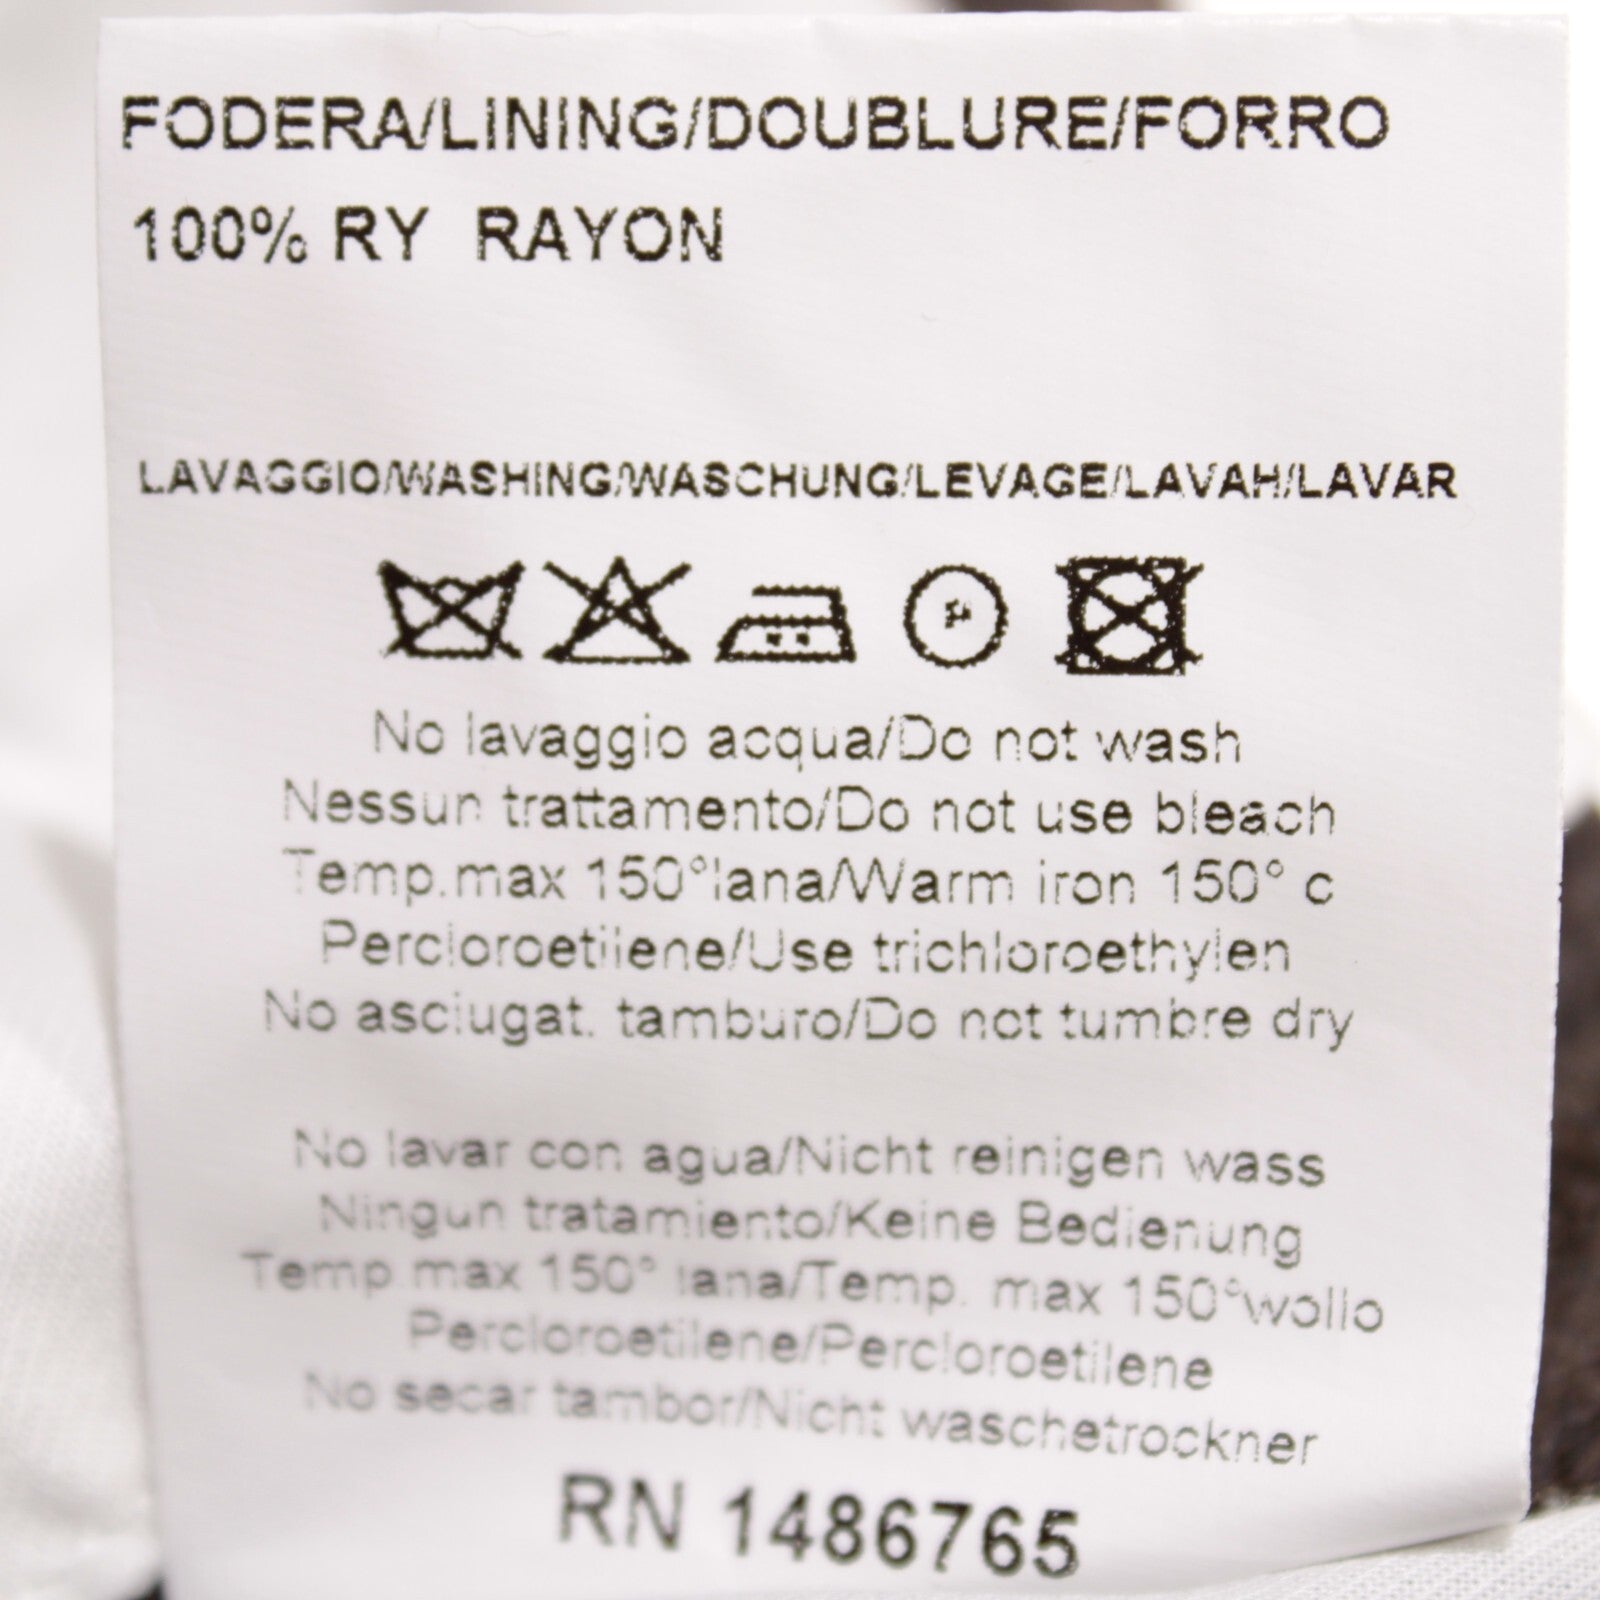 FODERA/LINING/DOUBLURE/FORRO
100% RY RAYON
LAVAGGIO/WASHING/WASCHUNG/LEVAGE/LAVAH/LAVAR
P
No lavaggio acqua/Do not wash
Nessun trattamento/Do not use bleach
Temp.max 150°lana/Warm iron 150° c
Percloroetilene/Use trichloroethylen
No asciugat. tamburo/Do not tumbre dry
No lavar con agua/Nicht reinigen wass
Ningun tratamiento/Keine Bedienung
Temp.max 150° lana/Temp. max 150°wollo
Percloroetilene/Percloroetilene
No secar tambor/Nicht waschetrockner
RN 1486765